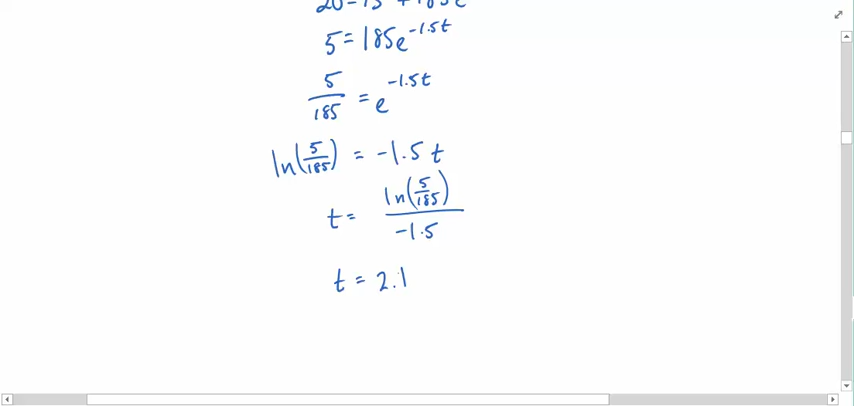 5 = 185e^-1.5t
5/185 = e^-1.5t
ln(5/185) = -1.5t
t = ln(5/185)/-1.5
t = 2.1